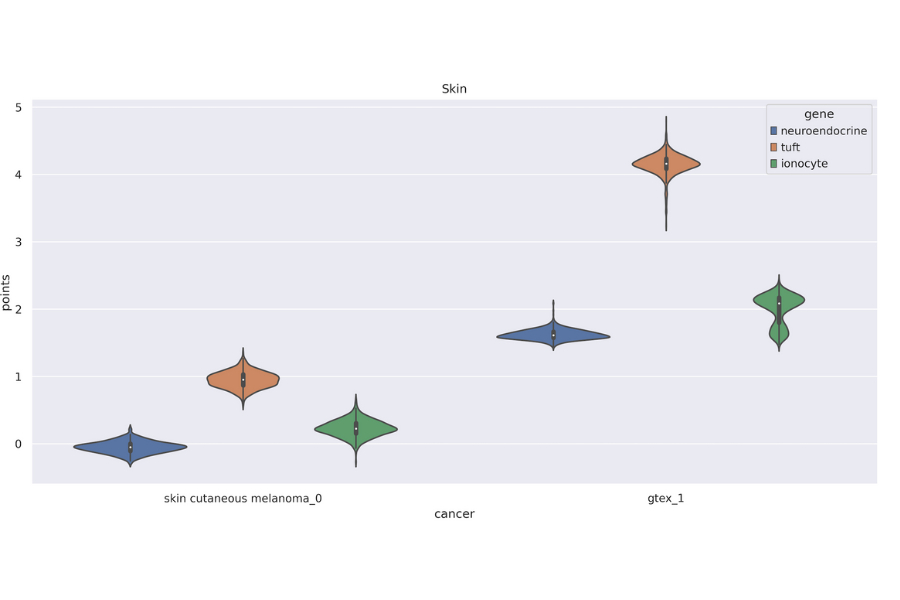 Skin
gene
neuroendocrine
tuft
ionocyte
5
4
3
2
1
0
points
skin cutaneous melanoma_0
gtex_1
cancer